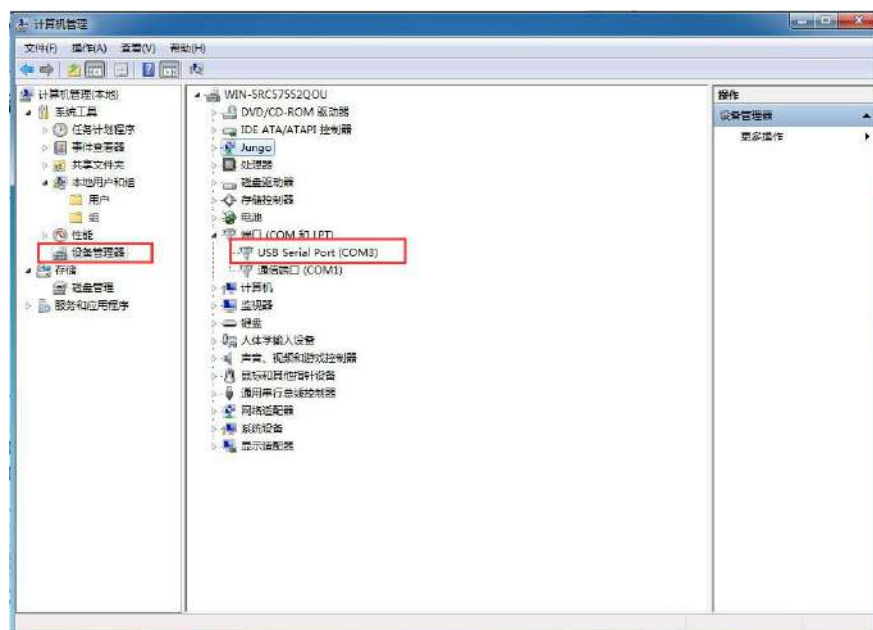 计算机管理
文件(F) 操作(A) 查看(V) 帮助(H)
计算机管理(本地)
系统工具
任务计划程序
事件查看器
共享文件夹
本地用户和组
用户
组
性能
设备管理器
存储
磁盘管理
服务和应用程序
WIN-SRC57S52QOU
DVD/CD-ROM 驱动器
IDE ATA/ATAPI 控制器
Jungo
处理器
磁盘驱动器
存储控制器
电池
端口 (COM 和 LPT)
USB Serial Port (COM3)
通信端口 (COM1)
计算机
监视器
键盘
人体学输入设备
声音、视频和游戏控制器
鼠标和其他指针设备
通用串行总线控制器
网络适配器
系统设备
显示适配器
操作
设备管理器
更多操作